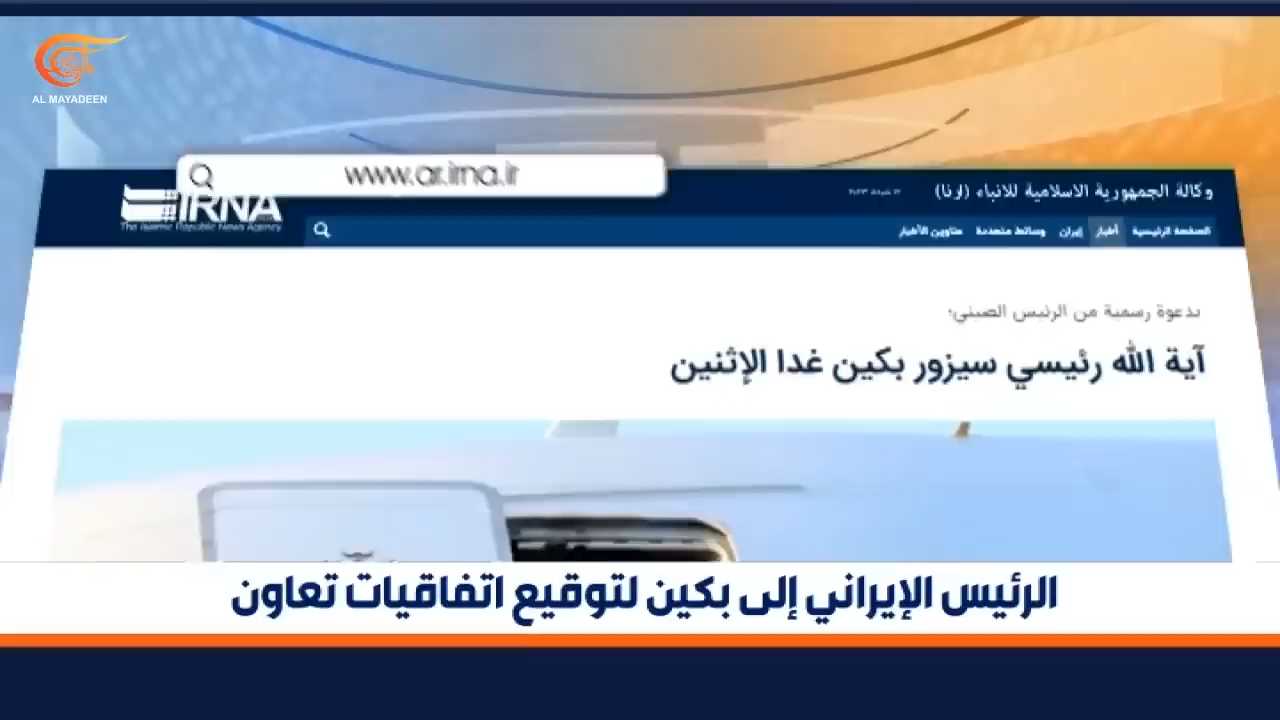 AL MAYADEEN
www.ar.irna.ir
وكالة الجمهورية الاسلامية للانباء (ارنا)
IRNA
The Islamic Republic News Agency
الصفحة الرئيسية أخبار إيران وسائط متعددة عناوين الأخبار
بدعوة رسمية من الرئيس الصيني؛
آية الله رئيسي سيزور بكين غدا الإثنين
الرئيس الإيراني إلى بكين لتوقيع اتفاقيات تعاون